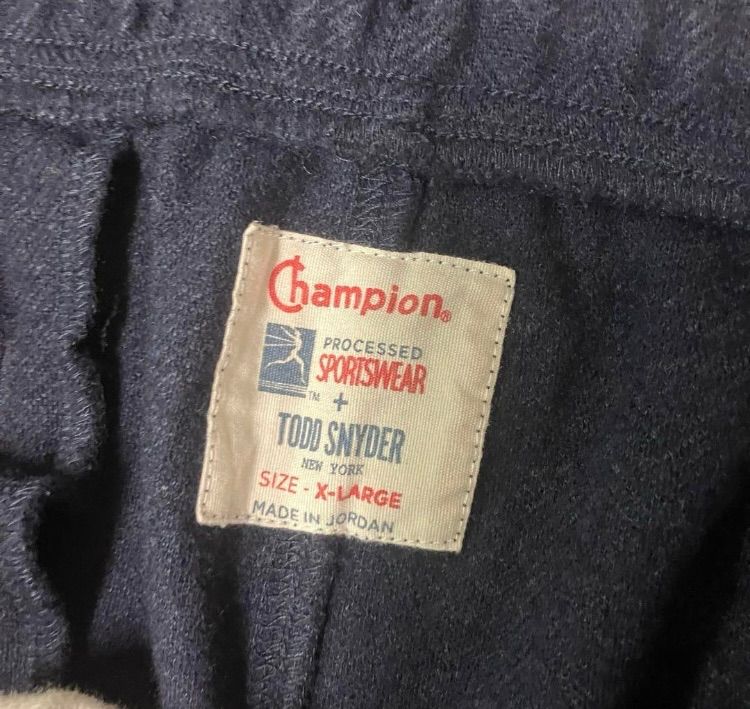 Champion®
PROCESSED
SPORTSWEAR
™ +
TODD SNYDER
NEW YORK
SIZE - X-LARGE
MADE IN JORDAN